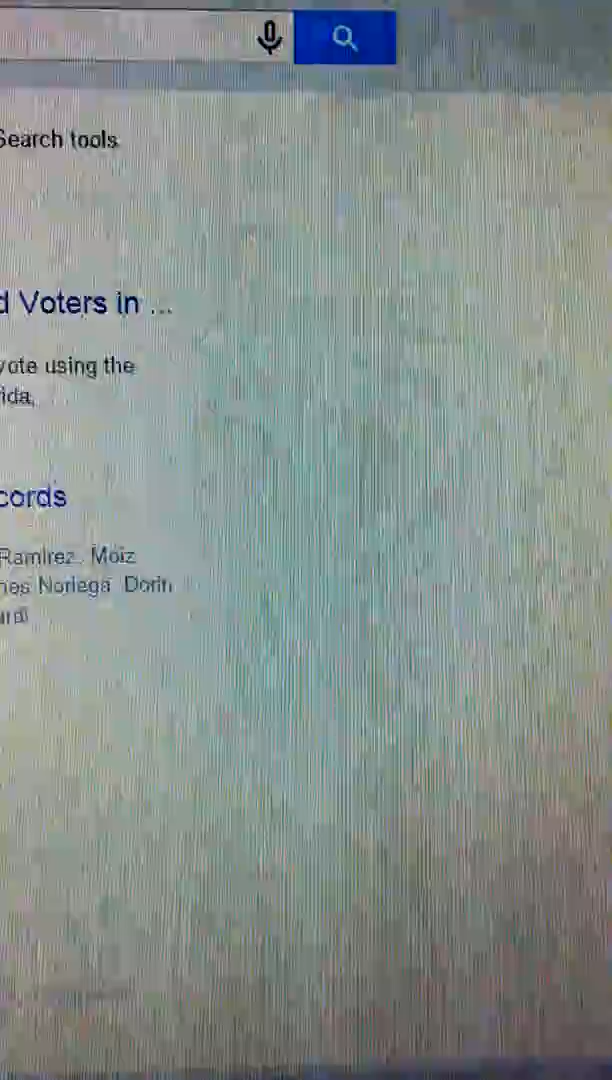 Search tools
d Voters in ...
vote using the
rida,
cords
Ramirez, Moiz
nes Noriega Dorin